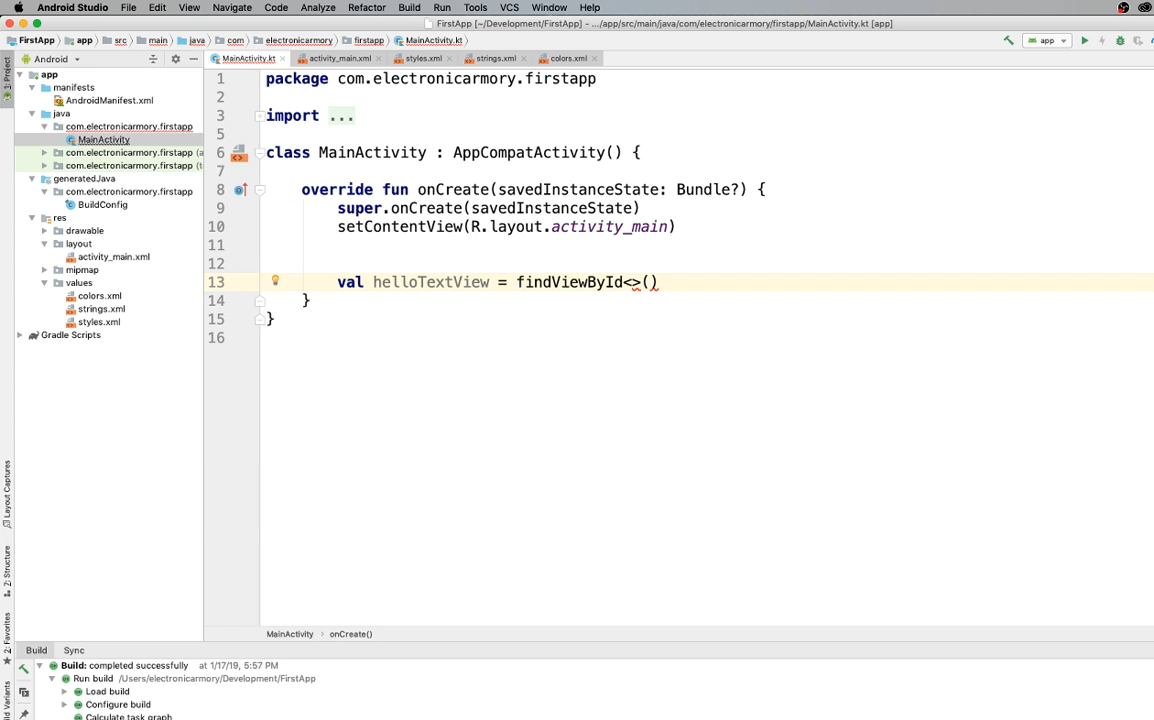 Android Studio File Edit View Navigate Code Analyze Refactor Build Run Tools VCS Window Help
FirstApp [~/Development/FirstApp] - .../app/src/main/java/com/electronicarmory/firstapp/MainActivity.kt [app]
FirstApp app src main java com electronicarmory firstapp MainActivity.kt
app
Android
MainActivity.kt activity_main.xml styles.xml strings.xml colors.xml
1: Project
app
manifests
AndroidManifest.xml
java
com.electronicarmory.firstapp
MainActivity
com.electronicarmory.firstapp (a
com.electronicarmory.firstapp (t
generatedJava
com.electronicarmory.firstapp
BuildConfig
res
drawable
layout
activity_main.xml
mipmap
values
colors.xml
strings.xml
styles.xml
Gradle Scripts
Layout Captures
7: Structure
2: Favorites
Build Variants
1 package com.electronicarmory.firstapp
2
3 import ...
5
6 class MainActivity : AppCompatActivity() {
7
8 override fun onCreate(savedInstanceState: Bundle?) {
9 super.onCreate(savedInstanceState)
10 setContentView(R.layout.activity_main)
11
12
13 val helloTextView = findViewById<>()
14 }
15 }
16
MainActivity › onCreate()
Build Sync
Build: completed successfully at 1/17/19, 5:57 PM
Run build /Users/electronicarmory/Development/FirstApp
Load build
Configure build
Calculate task graph